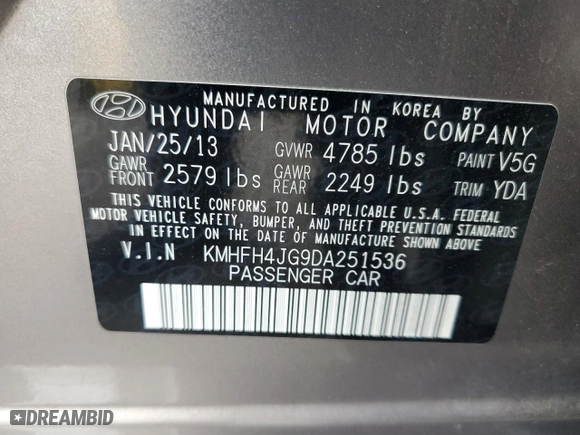 MANUFACTURED IN KOREA BY
HYUNDAI MOTOR COMPANY
JAN/25/13 GVWR 4785 lbs PAINT V5G
GAWR FRONT 2579 lbs GAWR REAR 2249 lbs TRIM YDA
THIS VEHICLE CONFORMS TO ALL APPLICABLE U.S.A. FEDERAL
MOTOR VEHICLE SAFETY, BUMPER, AND THEFT PREVENTION STANDARDS
IN EFFECT ON THE DATE OF MANUFACTURE SHOWN ABOVE.
V.I.N KMHFH4JG9DA251536
PASSENGER CAR
DREAMBID